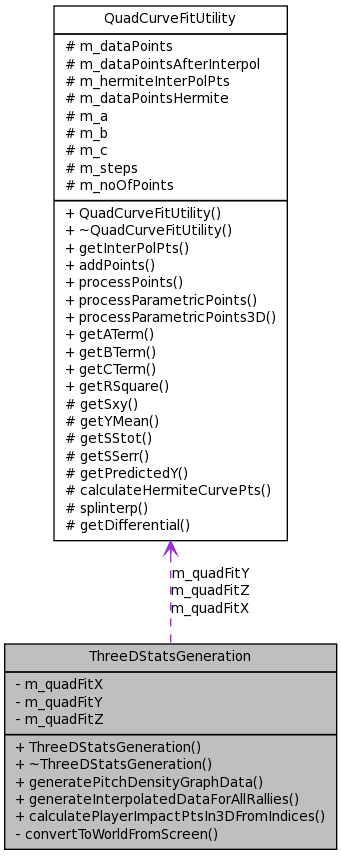 QuadCurveFitUtility
# m_dataPoints
# m_dataPointsAfterInterpol
# m_hermiteInterPolPts
# m_dataPointsHermite
# m_a
# m_b
# m_c
# m_steps
# m_noOfPoints
+ QuadCurveFitUtility()
+ ~QuadCurveFitUtility()
+ getInterPolPts()
+ addPoints()
+ processPoints()
+ processParametricPoints()
+ processParametricPoints3D()
+ getATerm()
+ getBTerm()
+ getCTerm()
+ getRSquare()
# getSxy()
# getYMean()
# getSStot()
# getSSerr()
# getPredictedY()
# calculateHermiteCurvePts()
# splinterp()
# getDifferential()
m_quadFitY
m_quadFitZ
m_quadFitX
ThreeDStatsGeneration
- m_quadFitX
- m_quadFitY
- m_quadFitZ
+ ThreeDStatsGeneration()
+ ~ThreeDStatsGeneration()
+ generatePitchDensityGraphData()
+ generateInterpolatedDataForAllRallies()
+ calculatePlayerImpactPtsIn3DFromIndices()
- convertToWorldFromScreen()